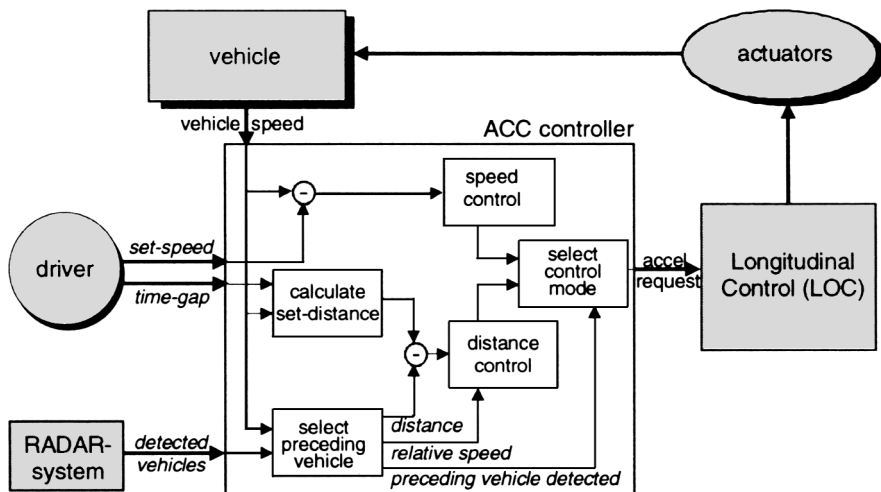 vehicle
actuators
vehicle speed
ACC controller
speed
control
set-speed
driver
time-gap
calculate
set-distance
select
control
mode
accel
request
Longitudinal
Control (LOC)
distance
control
RADAR-
system
detected
vehicles
select
preceding
vehicle
distance
relative speed
preceding vehicle detected